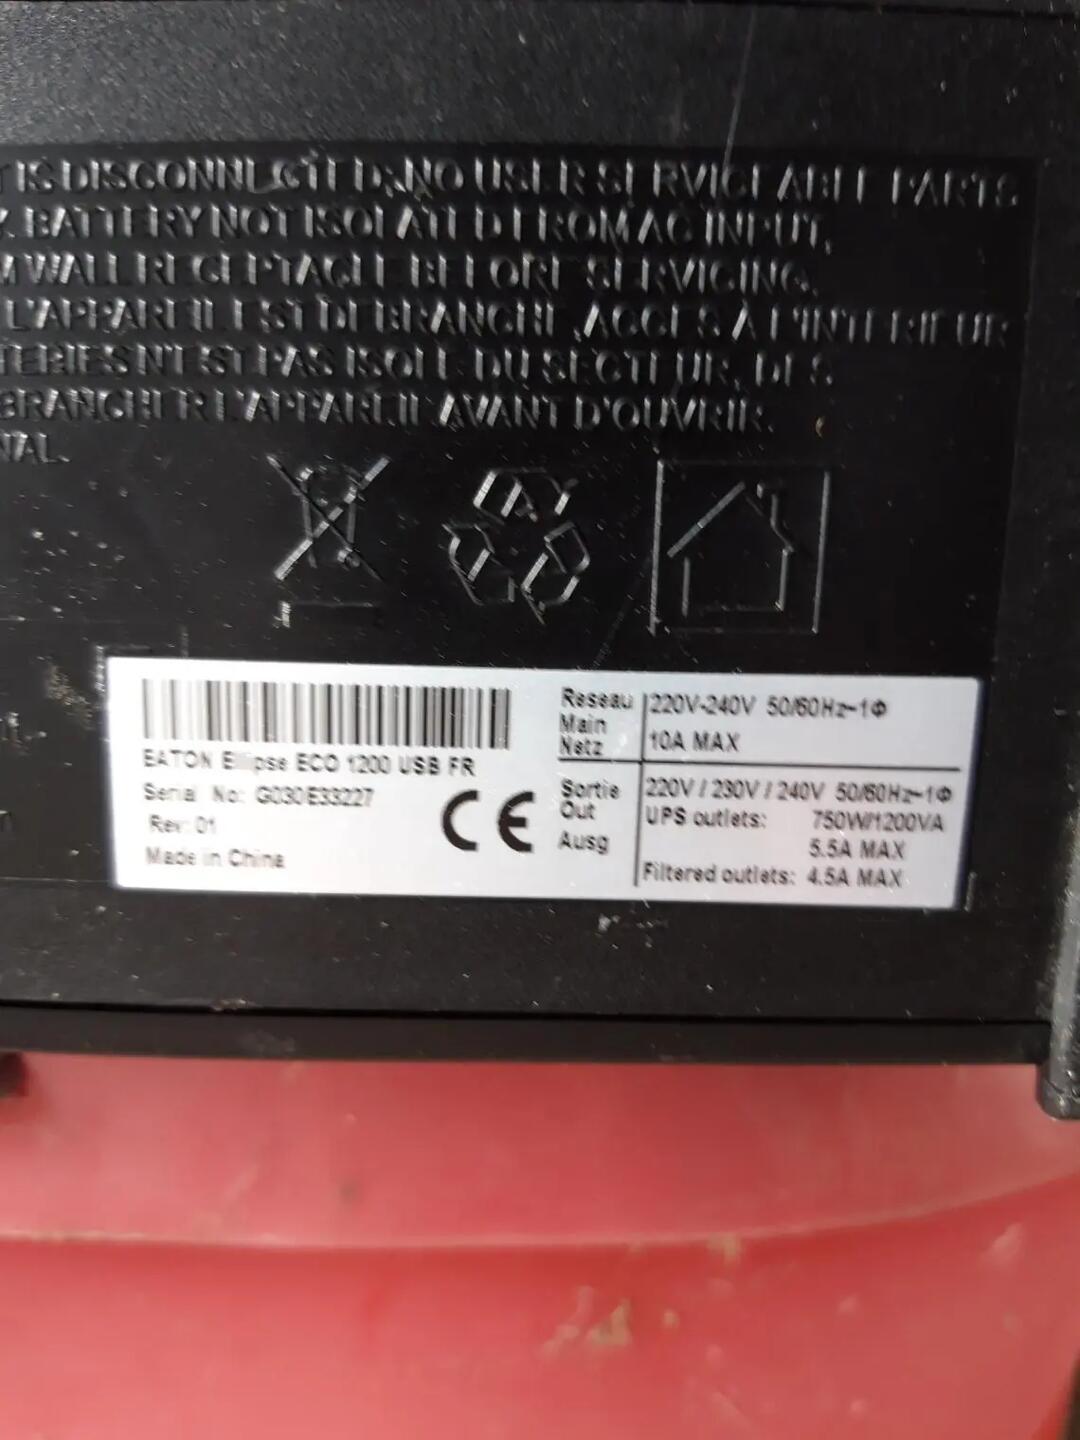 IS DISCONNECTED, NO USER SERVICEABLE PARTS
BATTERY NOT ISOLATED FROM AC INPUT,
WALL RECEPTACLE BEFORE SERVICING.
L'APPAREIL EST DEBRANCHE, ACCES À L'INTERIEUR
N'EST PAS ISOLE DU SECTEUR, DES
L'APPAREIL AVANT D'OUVRIR.
EATON Ellipse ECO 1200 USB FR
Serial No: G030E33227
Rev: 01
Made in China
CE
Reseau
Main
Netz
220V-240V 50/60Hz~1Φ
10A MAX
Sortie
Out
Ausg
220V / 230V / 240V 50/60Hz~1Φ
UPS outlets: 750W/1200VA
5.5A MAX
Filtered outlets: 4.5A MAX